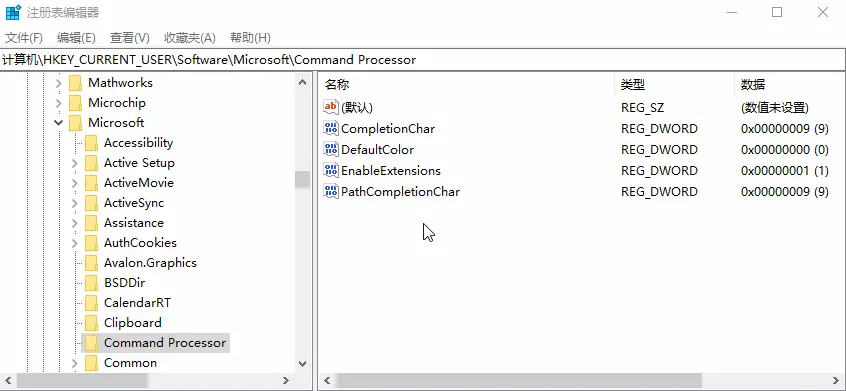 注册表编辑器
文件(F) 编辑(E) 查看(V) 收藏夹(A) 帮助(H)
计算机\HKEY_CURRENT_USER\Software\Microsoft\Command Processor
Mathworks
Microchip
Microsoft
Accessibility
Active Setup
ActiveMovie
ActiveSync
Assistance
AuthCookies
Avalon.Graphics
BSDDir
CalendarRT
Clipboard
Command Processor
Common
名称 类型 数据
ab (默认) REG_SZ (数值未设置)
CompletionChar REG_DWORD 0x00000009 (9)
DefaultColor REG_DWORD 0x00000000 (0)
EnableExtensions REG_DWORD 0x00000001 (1)
PathCompletionChar REG_DWORD 0x00000009 (9)